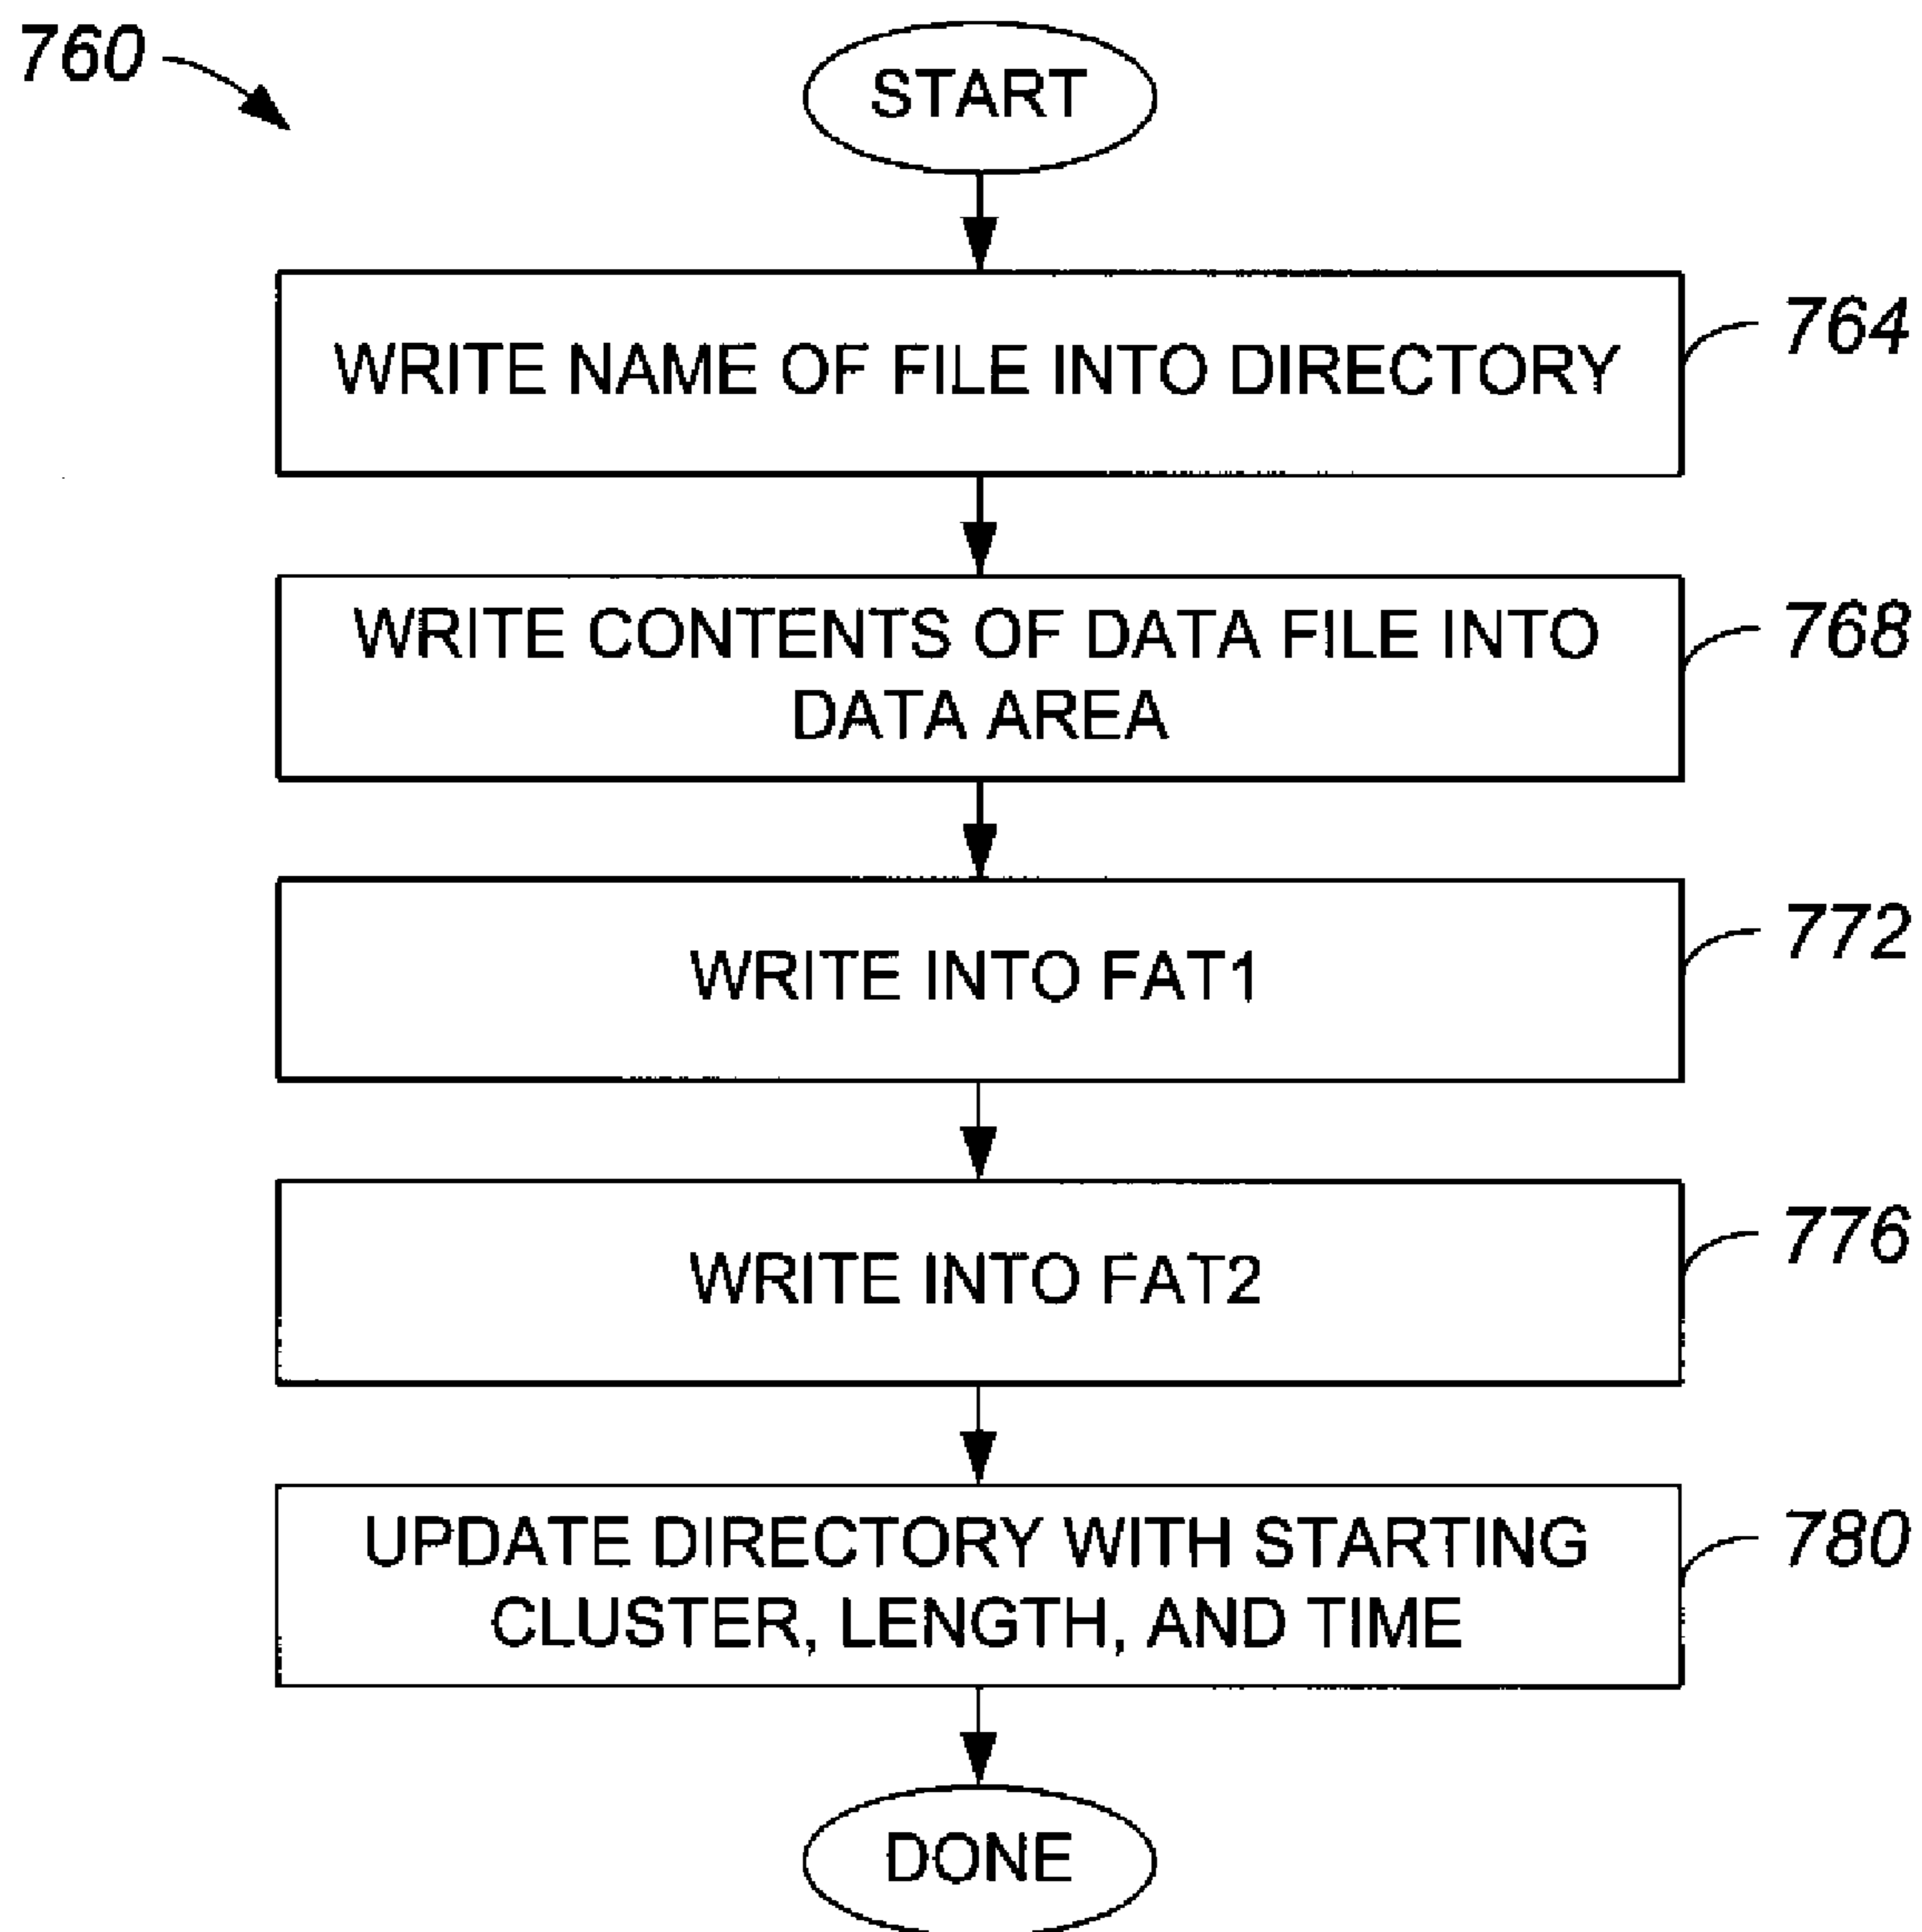 760
START
WRITE NAME OF FILE INTO DIRECTORY
764
WRITE CONTENTS OF DATA FILE INTO
DATA AREA
768
WRITE INTO FAT1
772
WRITE INTO FAT2
776
UPDATE DIRECTORY WITH STARTING
CLUSTER, LENGTH, AND TIME
780
DONE